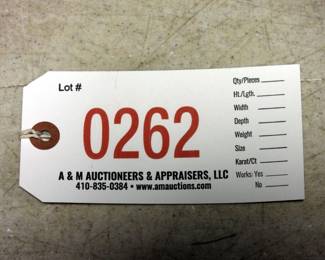 Lot #
0262
A & M AUCTIONEERS & APPRAISERS, LLC
410-835-0384 • www.amauctions.com
Qty/Pieces
Ht./Lgth.
Width
Depth
Weight
Size
Karat/Ct
Works: Yes
No